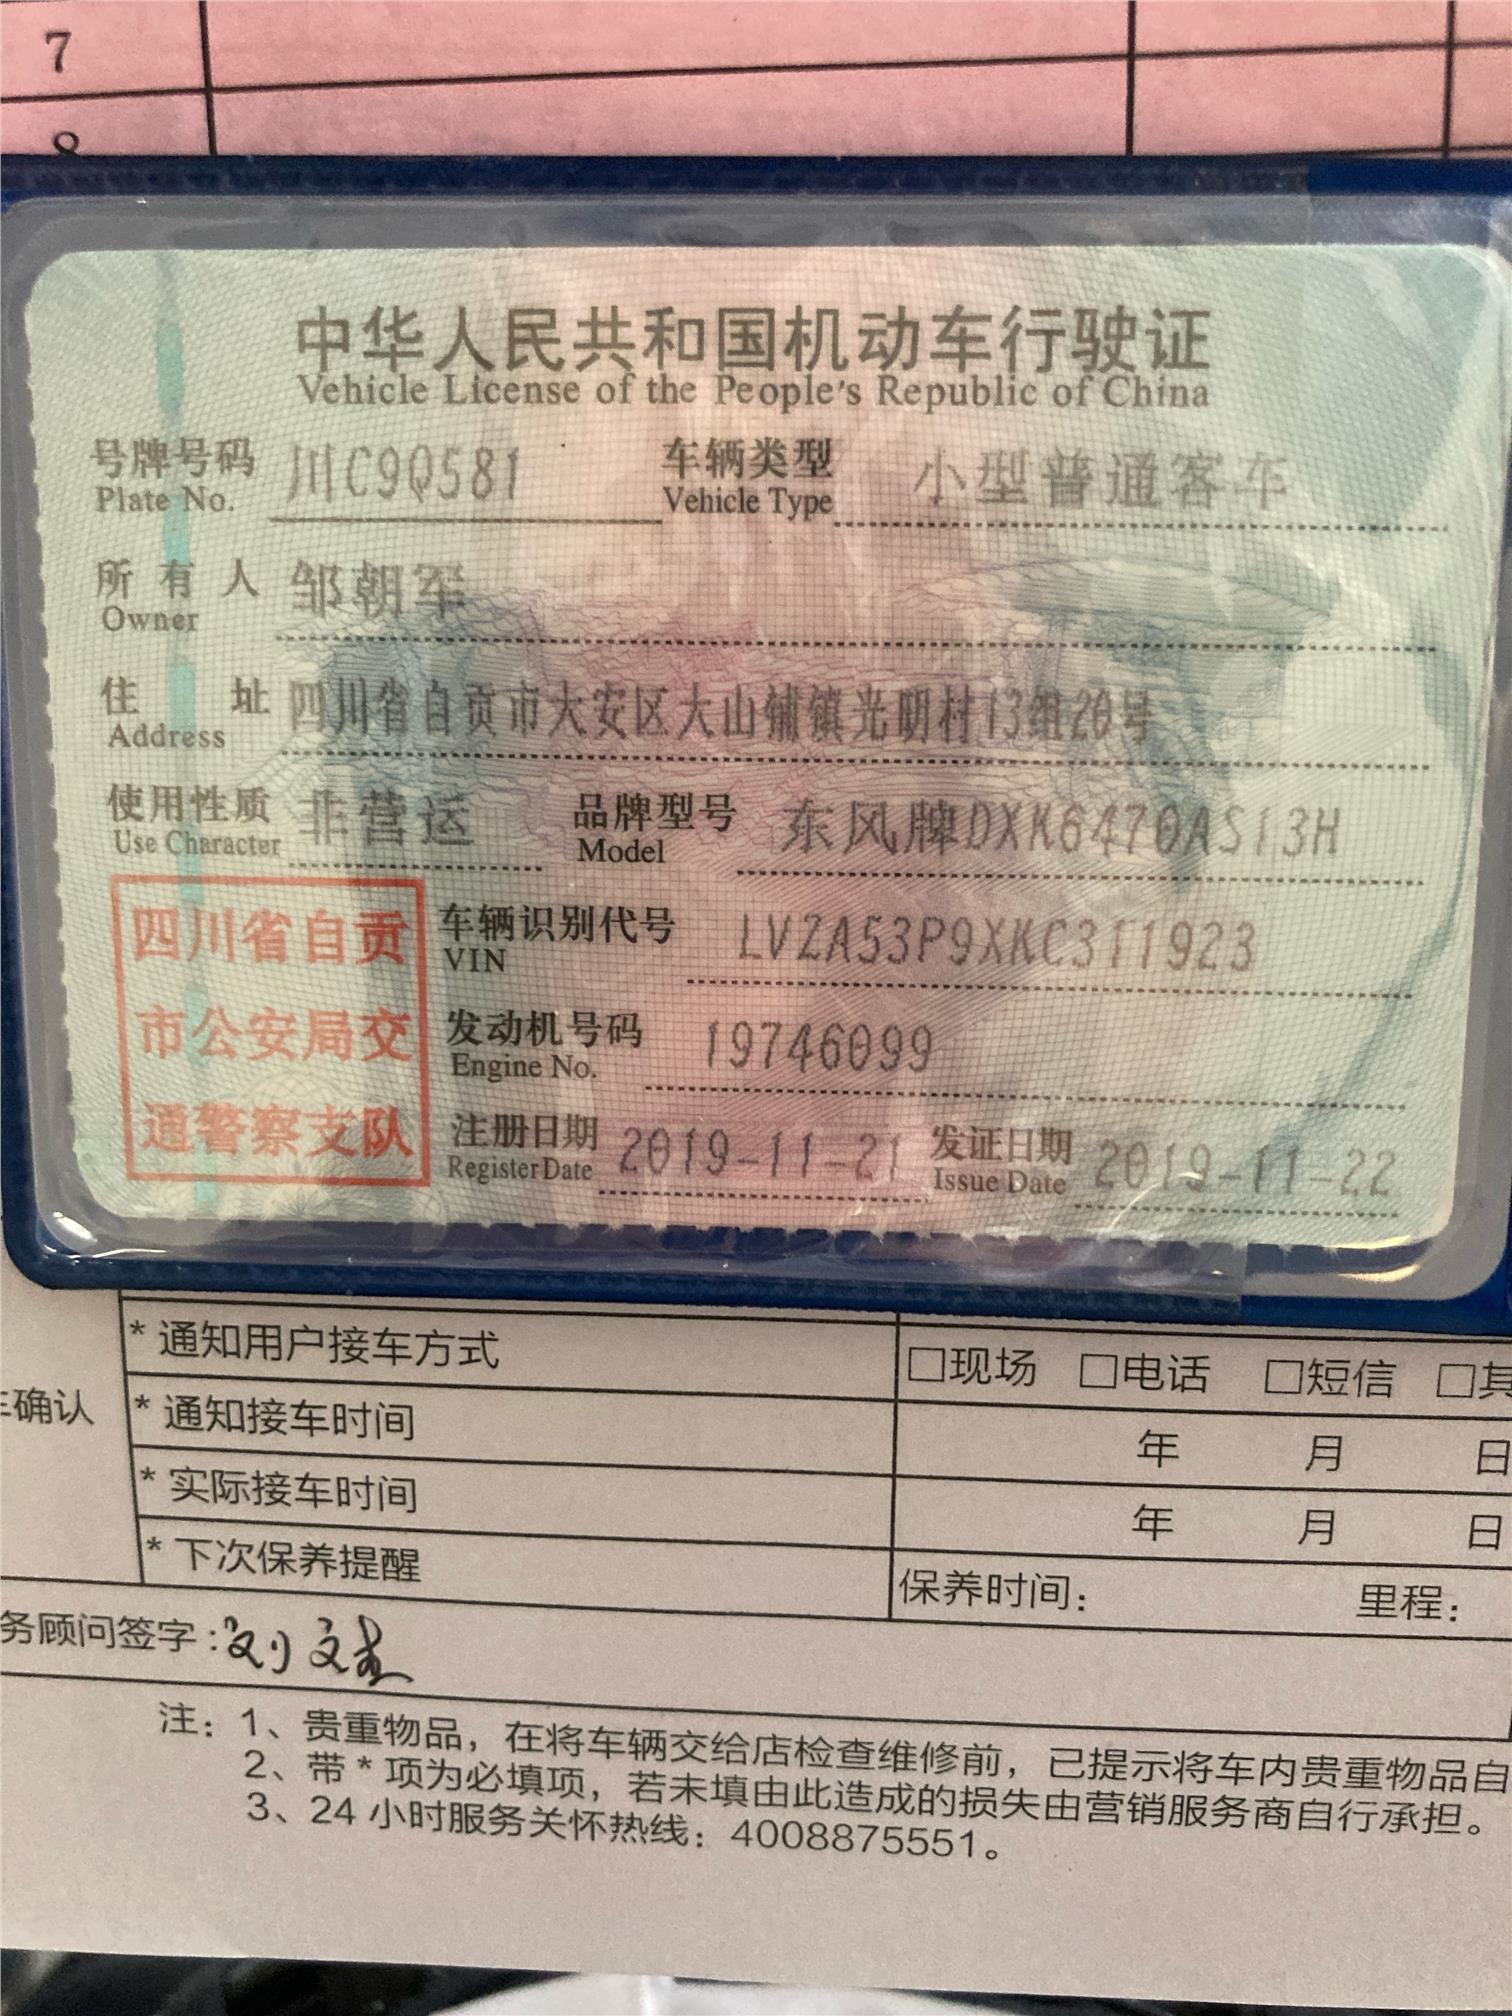 7
8
中华人民共和国机动车行驶证
Vehicle License of the People's Republic of China
号牌号码 川C9Q581 车辆类型 小型普通客车
Plate No. Vehicle Type
所有人 邹朝军
Owner
住址 四川省自贡市大安区大山铺镇光明村13组20号
Address
使用性质 非营运 品牌型号 东风牌DXK6470AS13H
Use Character Model
四川省自贡
市公安局交
通警察支队
车辆识别代号 LVZA53P9XKC311923
VIN
发动机号码 19746099
Engine No.
注册日期 2019-11-21 发证日期 2019-11-22
Register Date Issue Date
* 通知用户接车方式 □现场 □电话 □短信 □其
确认 * 通知接车时间 年 月 日
* 实际接车时间 年 月 日
* 下次保养提醒 保养时间: 里程:
务顾问签字:刘文
注：1、贵重物品，在将车辆交给店检查维修前，已提示将车内贵重物品自
2、带*项为必填项，若未填由此造成的损失由营销服务商自行承担。
3、24小时服务关怀热线：4008875551。